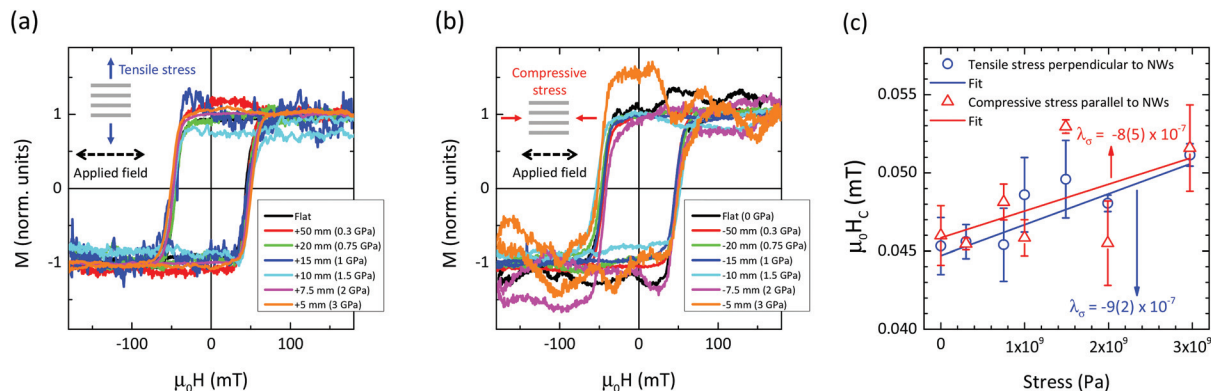 (a)
Tensile stress
Applied field
M (norm. units)
1
0
-1
-100
0
100
μ₀H (mT)
Flat
+50 mm (0.3 GPa)
+20 mm (0.75 GPa)
+15 mm (1 GPa)
+10 mm (1.5 GPa)
+7.5 mm (2 GPa)
+5 mm (3 GPa)
(b)
Compressive
stress
Applied field
M (norm. units)
1
0
-1
-100
0
100
μ₀H (mT)
Flat (0 GPa)
-50 mm (0.3 GPa)
-20 mm (0.75 GPa)
-15 mm (1 GPa)
-10 mm (1.5 GPa)
-7.5 mm (2 GPa)
-5 mm (3 GPa)
(c)
Tensile stress perpendicular to NWs
Fit
Compressive stress parallel to NWs
Fit
λσ = -8(5) x 10⁻⁷
λσ = -9(2) x 10⁻⁷
μ₀HC (mT)
0.055
0.050
0.045
0.040
0
1x10⁹
2x10⁹
3x10⁹
Stress (Pa)